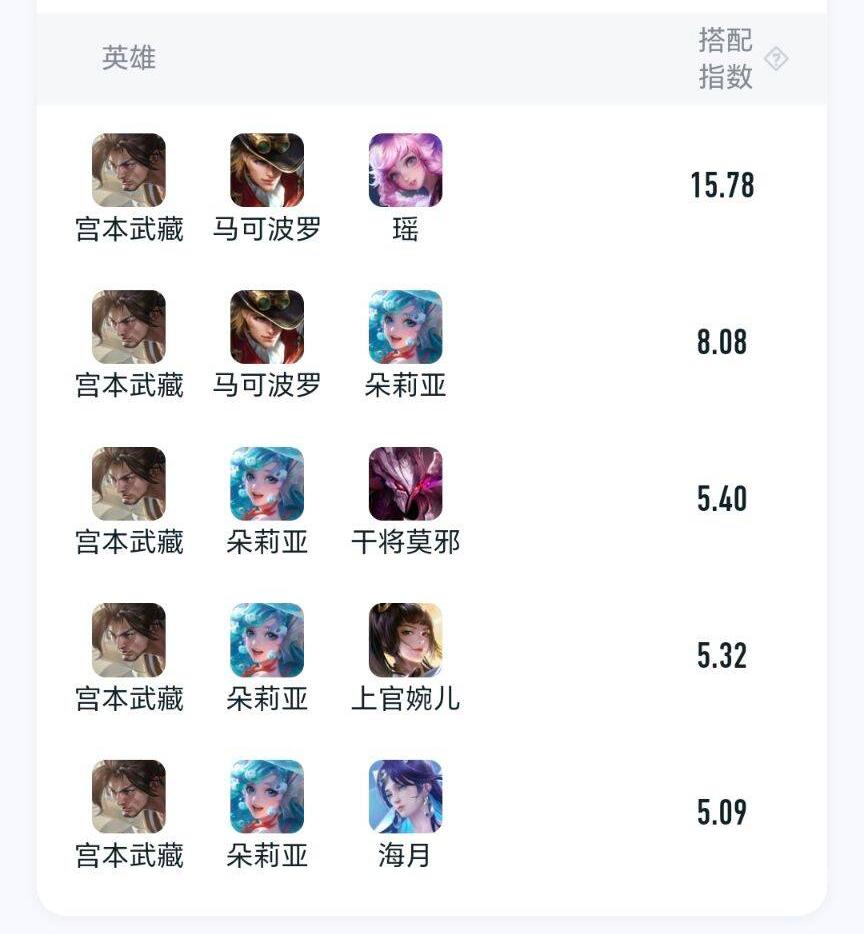 英雄
搭配
指数
宫本武藏 马可波罗 瑶 15.78
宫本武藏 马可波罗 朵莉亚 8.08
宫本武藏 朵莉亚 干将莫邪 5.40
宫本武藏 朵莉亚 上官婉儿 5.32
宫本武藏 朵莉亚 海月 5.09